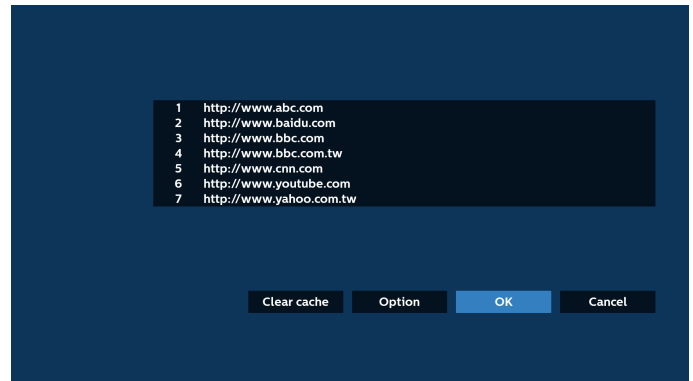 1 http://www.abc.com
2 http://www.baidu.com
3 http://www.bbc.com
4 http://www.bbc.com.tw
5 http://www.cnn.com
6 http://www.youtube.com
7 http://www.yahoo.com.tw
Clear cache Option OK Cancel